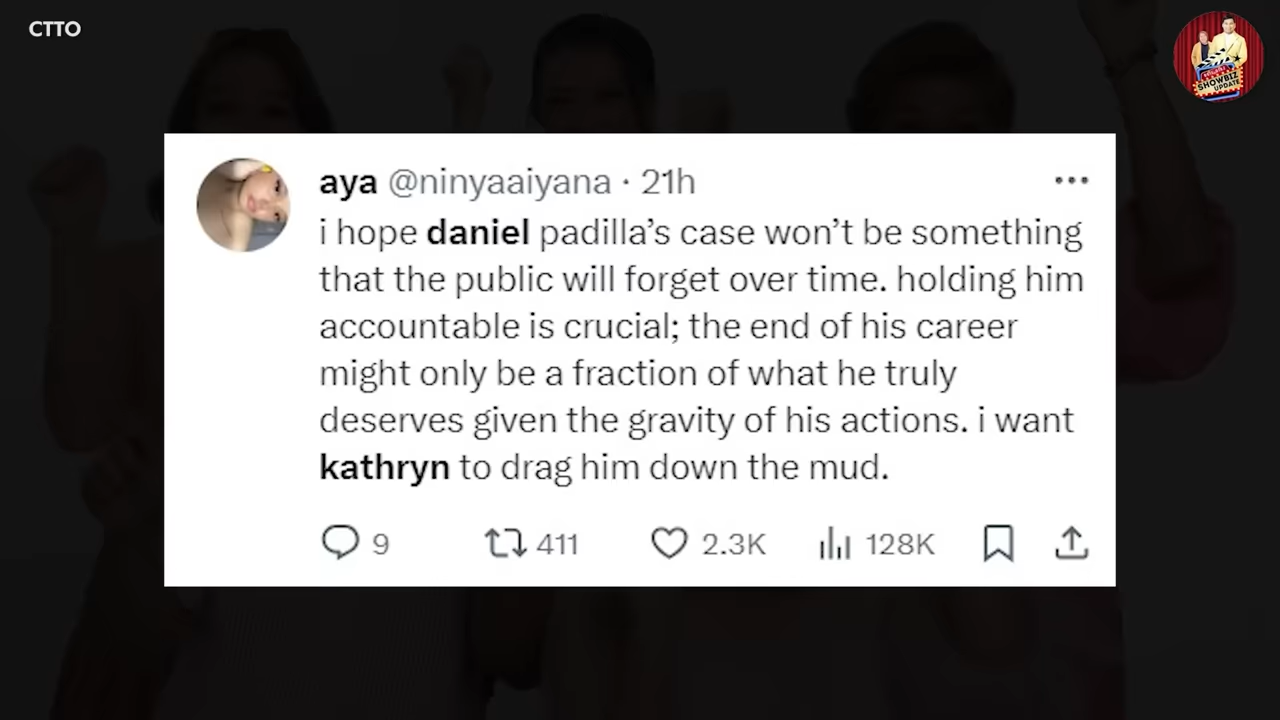 CTTO
SHOWBIZ
UPDATE
aya @ninyaaiyana · 21h
i hope daniel padilla’s case won’t be something
that the public will forget over time. holding him
accountable is crucial; the end of his career
might only be a fraction of what he truly
deserves given the gravity of his actions. i want
kathryn to drag him down the mud.
9 411 2.3K 128K